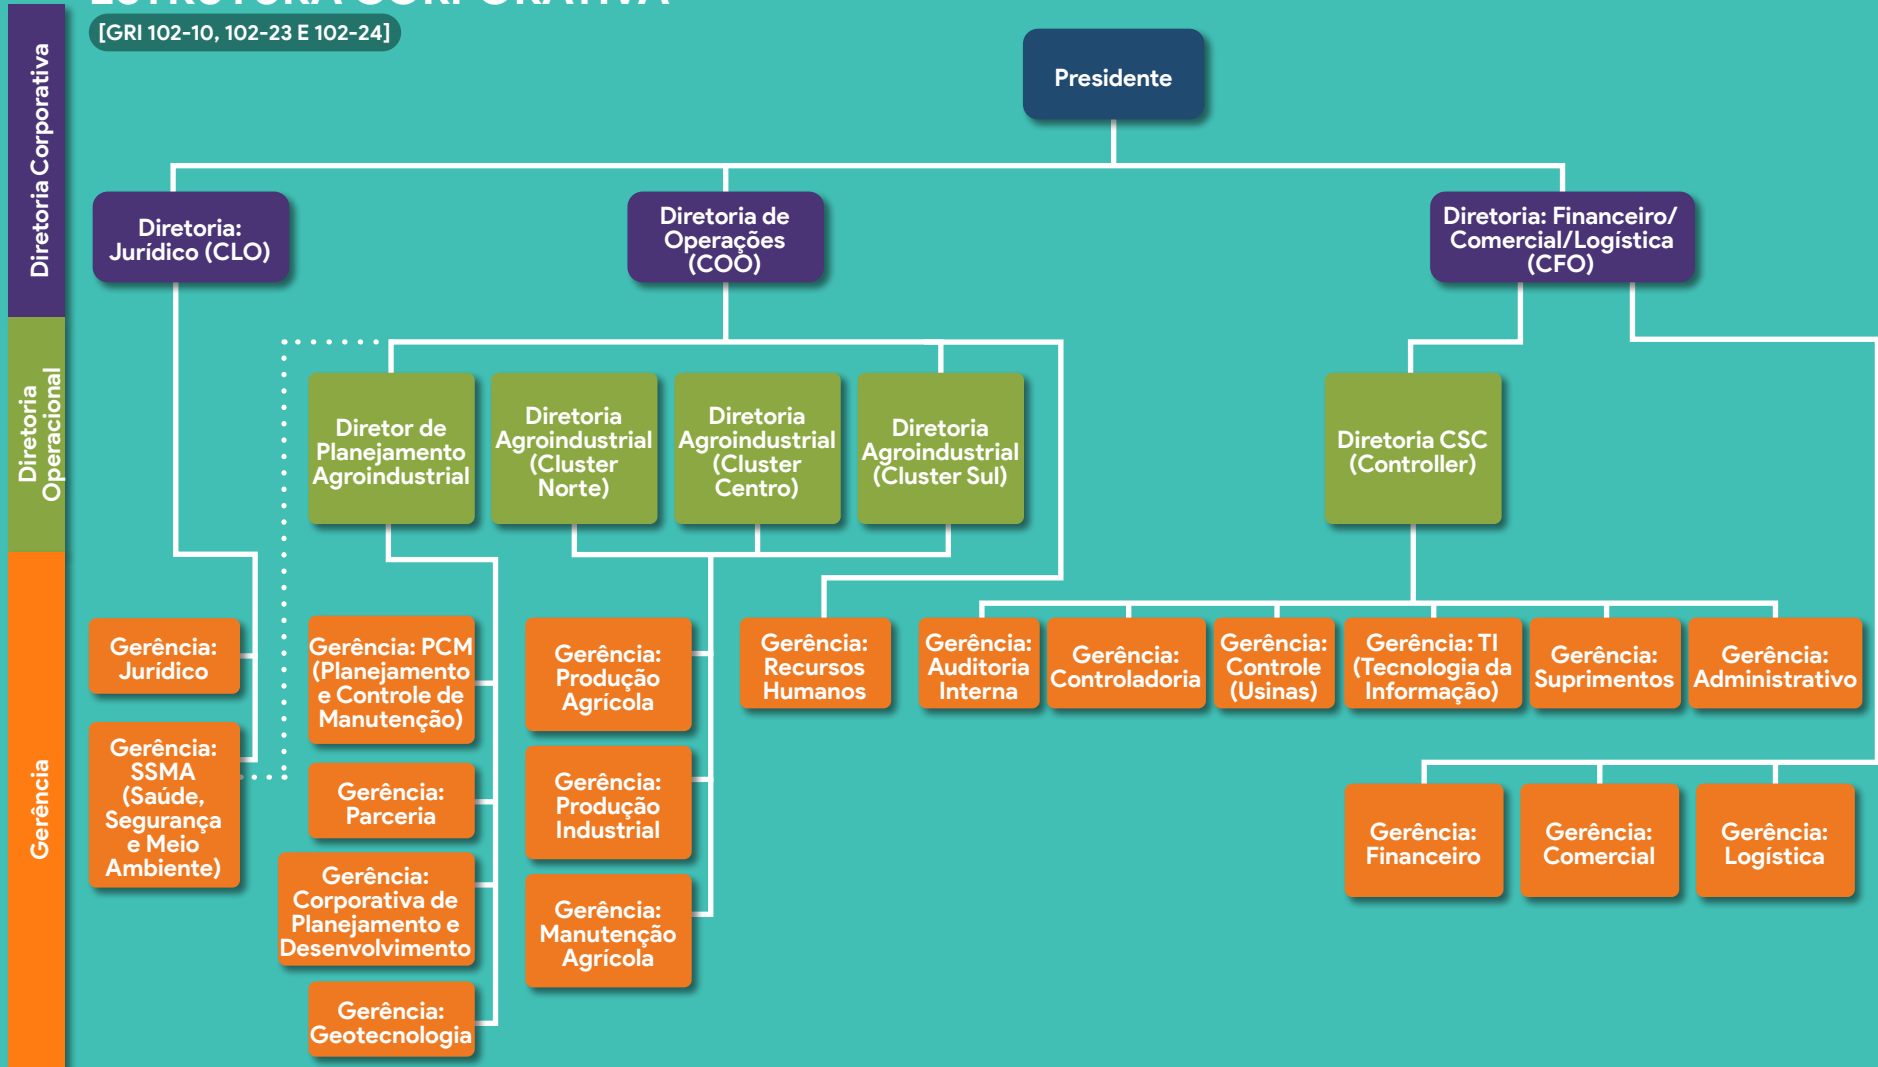 ESTRUTURA CORPORATIVA
[GRI 102-10, 102-23 E 102-24]
Diretoria Corporativa
Presidente
Diretoria:
Jurídico (CLO)
Diretoria de
Operações
(COO)
Diretoria: Financeiro/
Comercial/Logística
(CFO)
Diretoria
Operacional
Diretor de
Planejamento
Agroindustrial
Diretoria
Agroindustrial
(Cluster
Norte)
Diretoria
Agroindustrial
(Cluster
Centro)
Diretoria
Agroindustrial
(Cluster Sul)
Diretoria CSC
(Controller)
Gerência
Gerência:
Jurídico
Gerência:
SSMA
(Saúde,
Segurança
e Meio
Ambiente)
Gerência: PCM
(Planejamento
e Controle de
Manutenção)
Gerência:
Parceria
Gerência:
Corporativa de
Planejamento e
Desenvolvimento
Gerência:
Geotecnologia
Gerência:
Produção
Agrícola
Gerência:
Produção
Industrial
Gerência:
Manutenção
Agrícola
Gerência:
Recursos
Humanos
Gerência:
Auditoria
Interna
Gerência:
Controladoria
Gerência:
Controle
(Usinas)
Gerência: TI
(Tecnologia da
Informação)
Gerência:
Suprimentos
Gerência:
Administrativo
Gerência:
Financeiro
Gerência:
Comercial
Gerência:
Logística